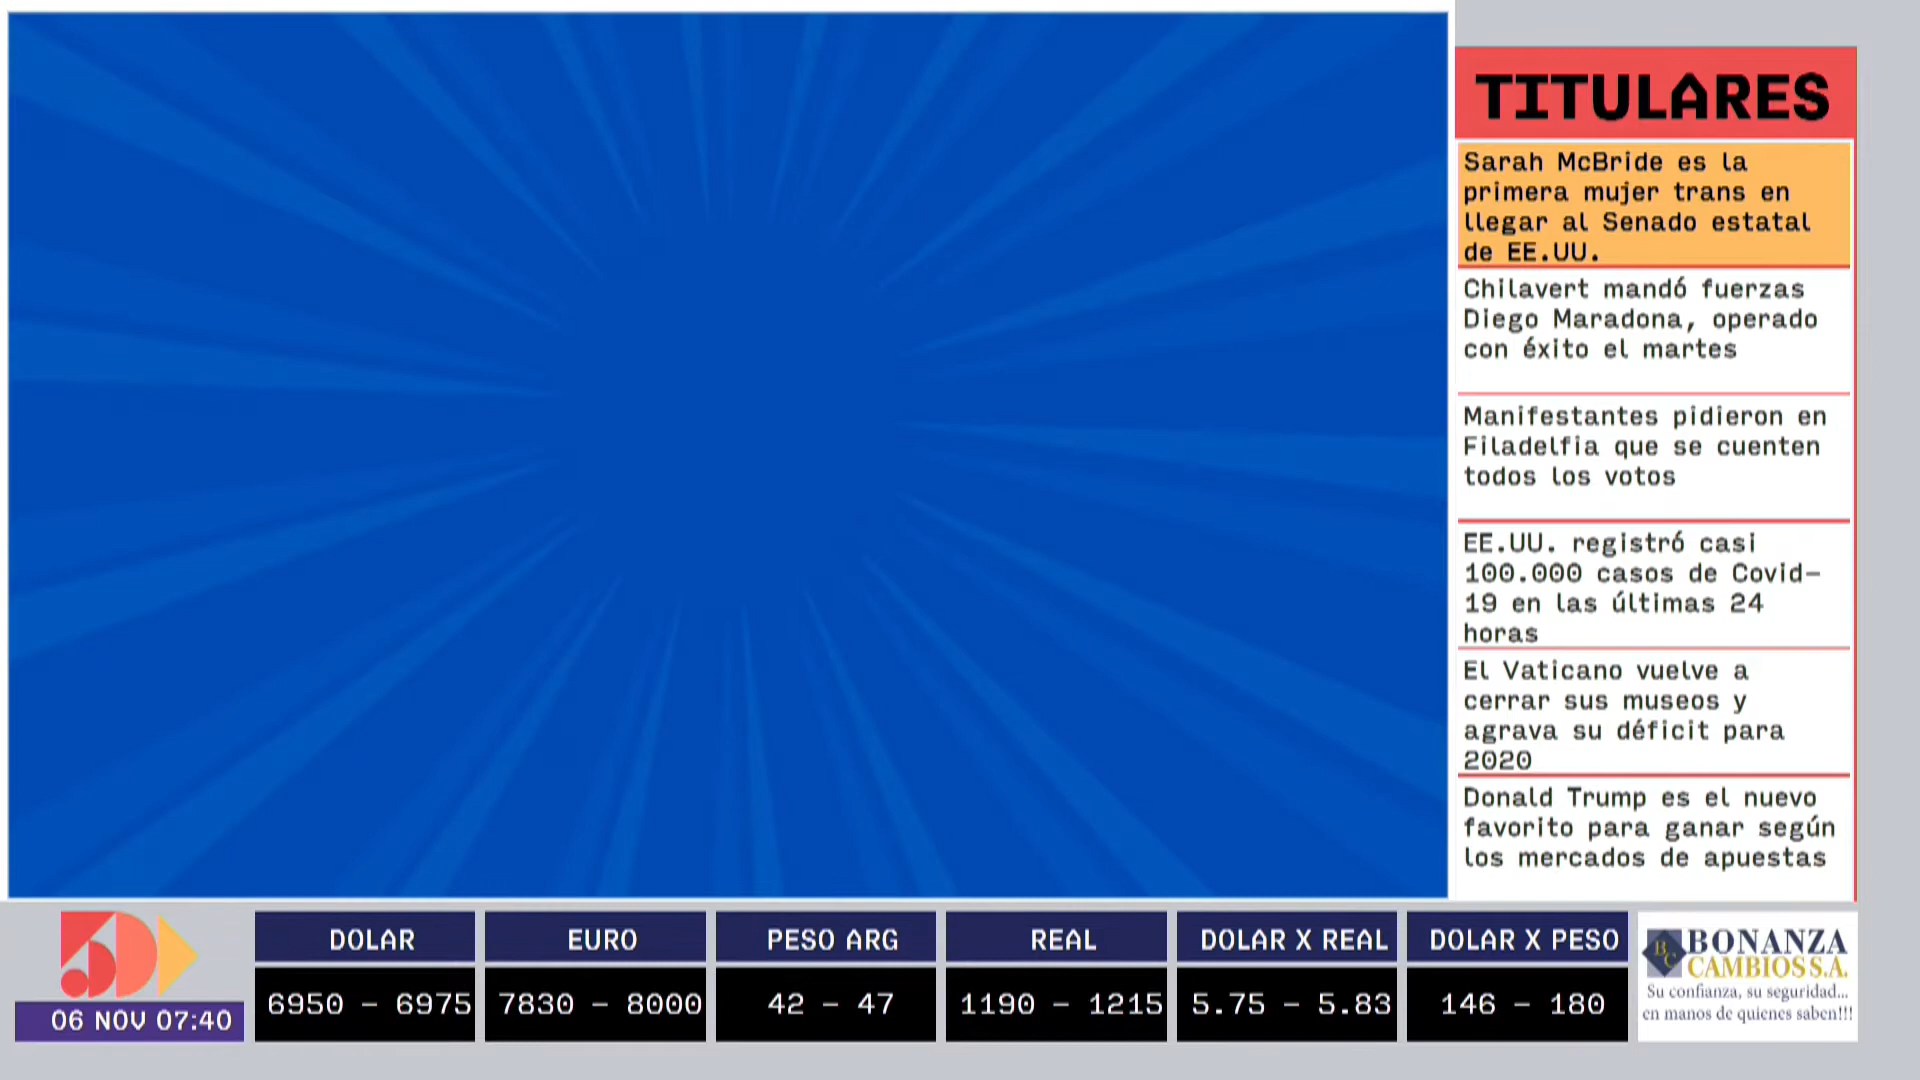 TITULARES
Sarah McBride es la
primera mujer trans en
llegar al Senado estatal
de EE.UU.
Chilavert mandó fuerzas
Diego Maradona, operado
con éxito el martes
Manifestantes pidieron en
Filadelfia que se cuenten
todos los votos
EE.UU. registró casi
100.000 casos de Covid-
19 en las últimas 24
horas
El Vaticano vuelve a
cerrar sus museos y
agrava su déficit para
2020
Donald Trump es el nuevo
favorito para ganar según
los mercados de apuestas
5D
06 NOV 07:40
DOLAR
6950 - 6975
EURO
7830 - 8000
PESO ARG
42 - 47
REAL
1190 - 1215
DOLAR X REAL
5.75 - 5.83
DOLAR X PESO
146 - 180
BC
BONANZA
CAMBIOS S.A.
Su confianza, su seguridad...
en manos de quienes saben!!!